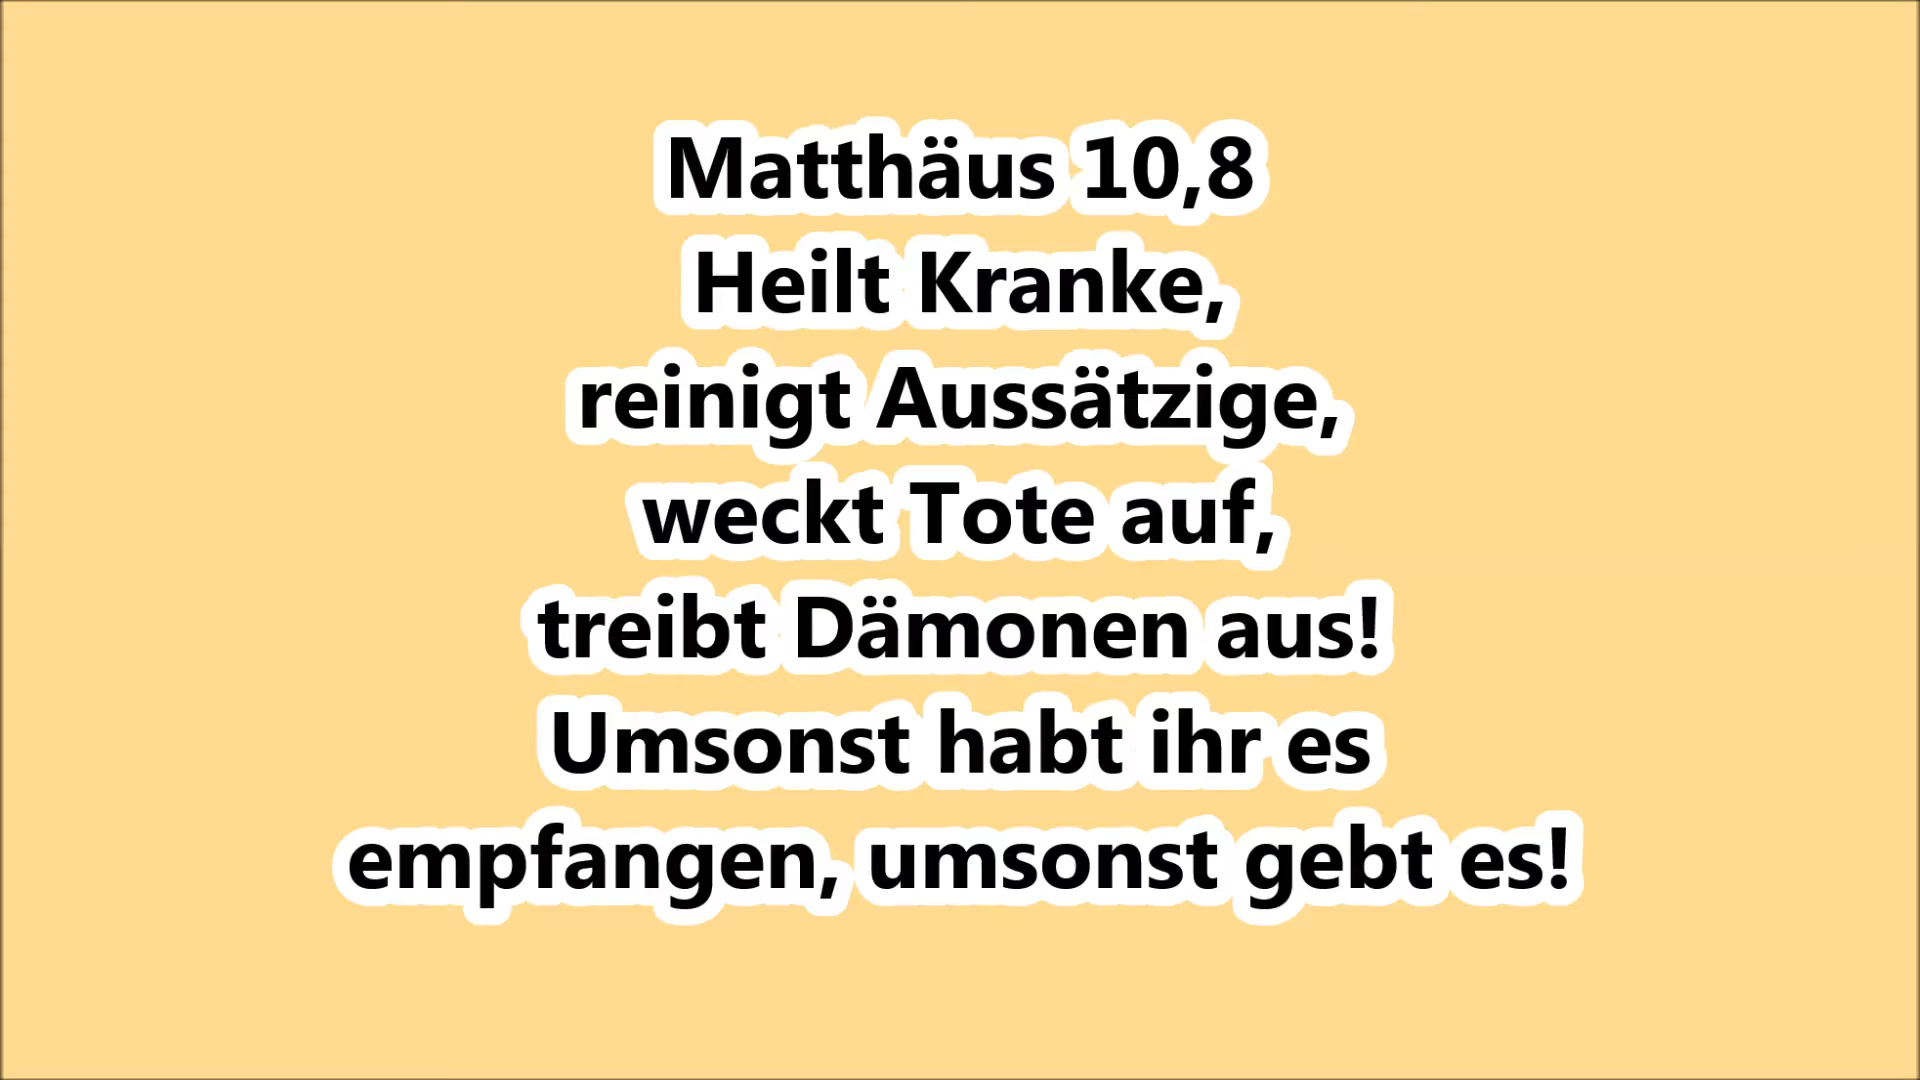 Matthäus 10,8
Heilt Kranke,
reinigt Aussätzige,
weckt Tote auf,
treibt Dämonen aus!
Umsonst habt ihr es
empfangen, umsonst gebt es!